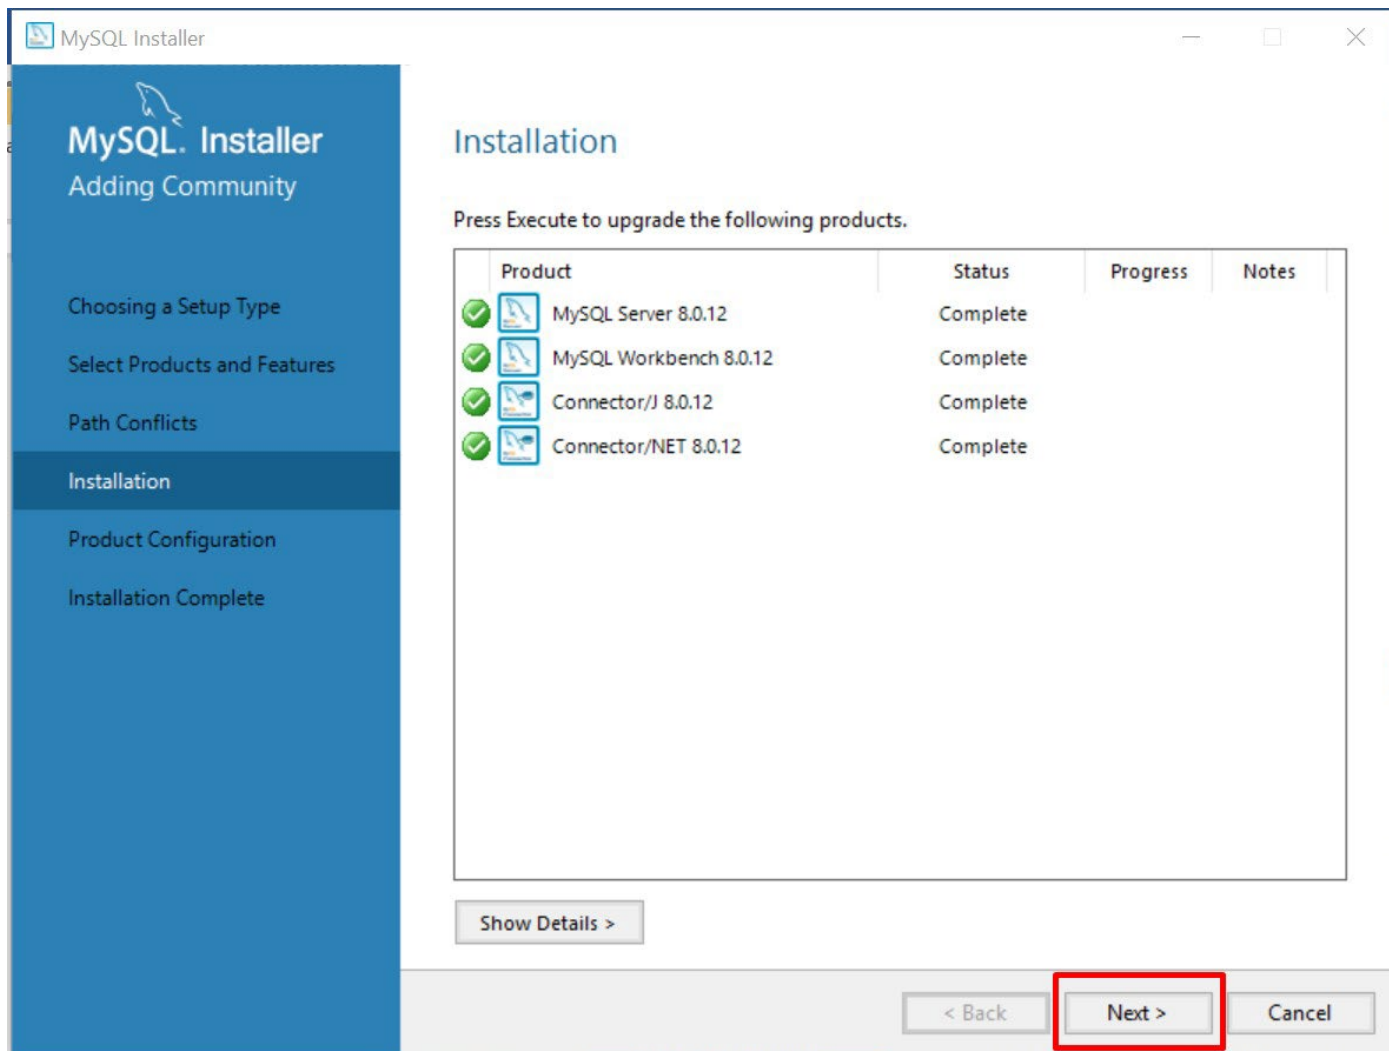 MySQL Installer
MySQL. Installer
Adding Community
Choosing a Setup Type
Select Products and Features
Path Conflicts
Installation
Product Configuration
Installation Complete
Installation
Press Execute to upgrade the following products.
Product Status Progress Notes
MySQL Server 8.0.12 Complete
MySQL Workbench 8.0.12 Complete
Connector/J 8.0.12 Complete
Connector/NET 8.0.12 Complete
Show Details >
< Back Next > Cancel